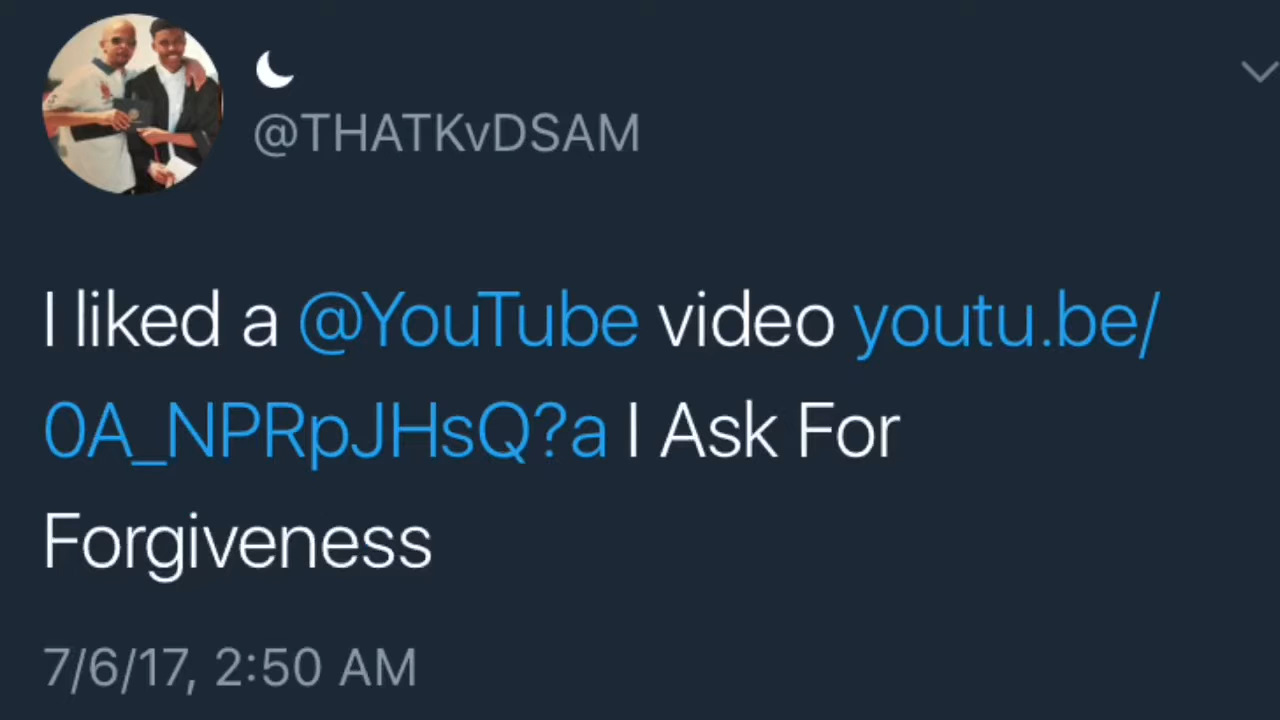 @THATKvDSAM
I liked a @YouTube video youtu.be/
0A_NPRpJHsQ?a I Ask For
Forgiveness
7/6/17, 2:50 AM